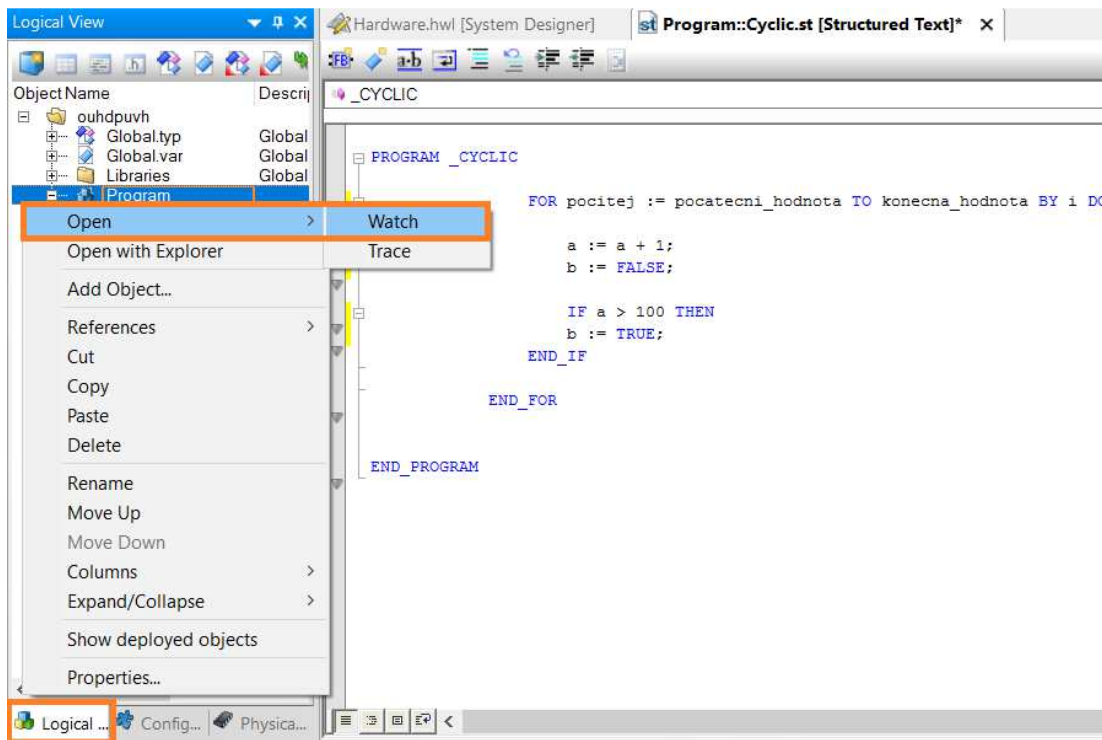 Logical View
Hardware.hwl [System Designer]
Program::Cyclic.st [Structured Text]*
Object Name Descrip
_CYCLIC
ouhdpuvh
Global.typ Global
Global.var Global
Libraries Global
Program
Open
Watch
Open with Explorer
Trace
Add Object...
References
Cut
Copy
Paste
Delete
Rename
Move Up
Move Down
Columns
Expand/Collapse
Show deployed objects
Properties...
Logical ... Config... Physica...
PROGRAM _CYCLIC
FOR pocitej := pocatecni_hodnota TO konecna_hodnota BY i DO
a := a + 1;
b := FALSE;
IF a > 100 THEN
b := TRUE;
END_IF
END_FOR
END_PROGRAM